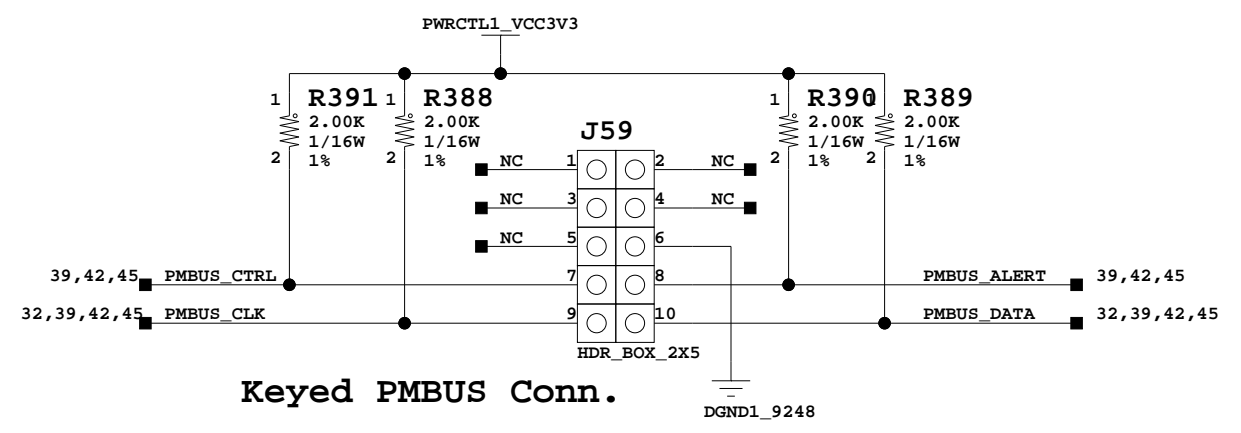 PWRCTL1_VCC3V3
1 R391 1 R388 1 R390 1 R389
2.00K 2.00K 2.00K 2.00K
1/16W 1/16W 1/16W 1/16W
2 1% 2 1% 2 1% 2 1%
J59
NC 1 2 NC
NC 3 4 NC
NC 5 6
39,42,45 PMBUS_CTRL 7 8 PMBUS_ALERT 39,42,45
32,39,42,45 PMBUS_CLK 9 10 PMBUS_DATA 32,39,42,45
HDR_BOX_2X5
Keyed PMBUS Conn.
DGND1_9248